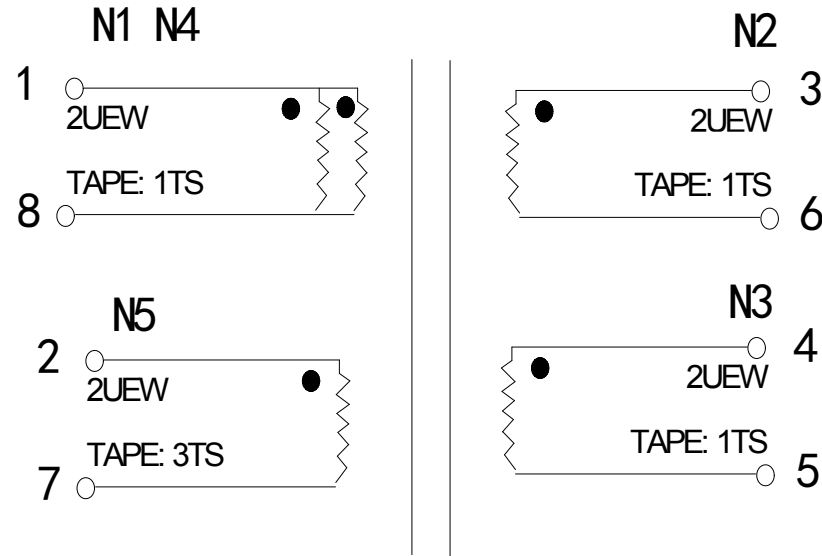 N1 N4
1
2UEW
TAPE: 1TS
8
N2
3
2UEW
TAPE: 1TS
6
N5
2
2UEW
TAPE: 3TS
7
N3
4
2UEW
TAPE: 1TS
5